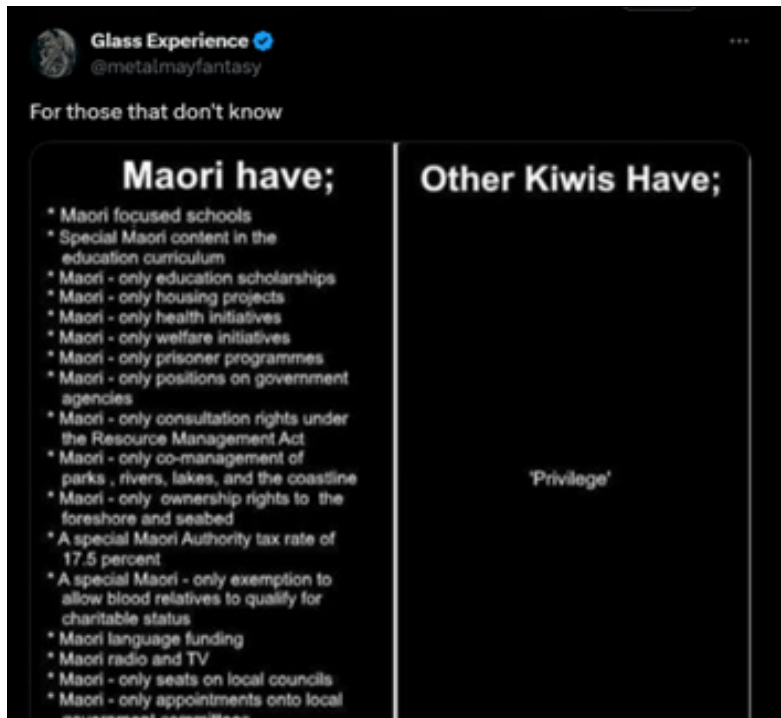 Glass Experience
@metalmayfantasy
For those that don't know
Maori have;
* Maori focused schools
* Special Maori content in the
education curriculum
* Maori - only education scholarships
* Maori - only housing projects
* Maori - only health initiatives
* Maori - only welfare initiatives
* Maori - only prisoner programmes
* Maori - only positions on government
agencies
* Maori - only consultation rights under
the Resource Management Act
* Maori - only co-management of
parks , rivers, lakes, and the coastline
* Maori - only ownership rights to the
foreshore and seabed
* A special Maori Authority tax rate of
17.5 percent
* A special Maori - only exemption to
allow blood relatives to qualify for
charitable status
* Maori language funding
* Maori radio and TV
* Maori - only seats on local councils
* Maori - only appointments onto local
government committees
Other Kiwis Have;
'Privilege'